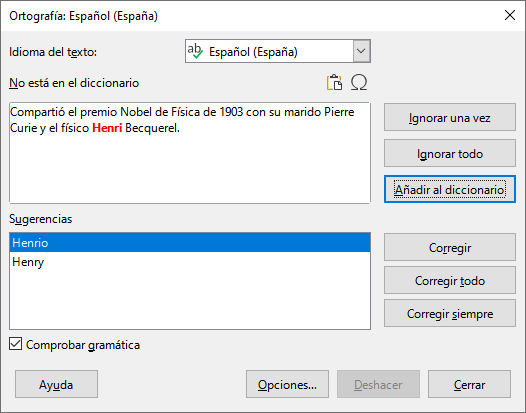 Ortografía: Español (España)
Idioma del texto: Español (España)
No está en el diccionario
Compartió el premio Nobel de Física de 1903 con su marido Pierre
Curie y el físico Henri Becquerel.
Ignorar una vez
Ignorar todo
Añadir al diccionario
Sugerencias
Henrio
Henry
Corregir
Corregir todo
Corregir siempre
Comprobar gramática
Ayuda Opciones... Deshacer Cerrar